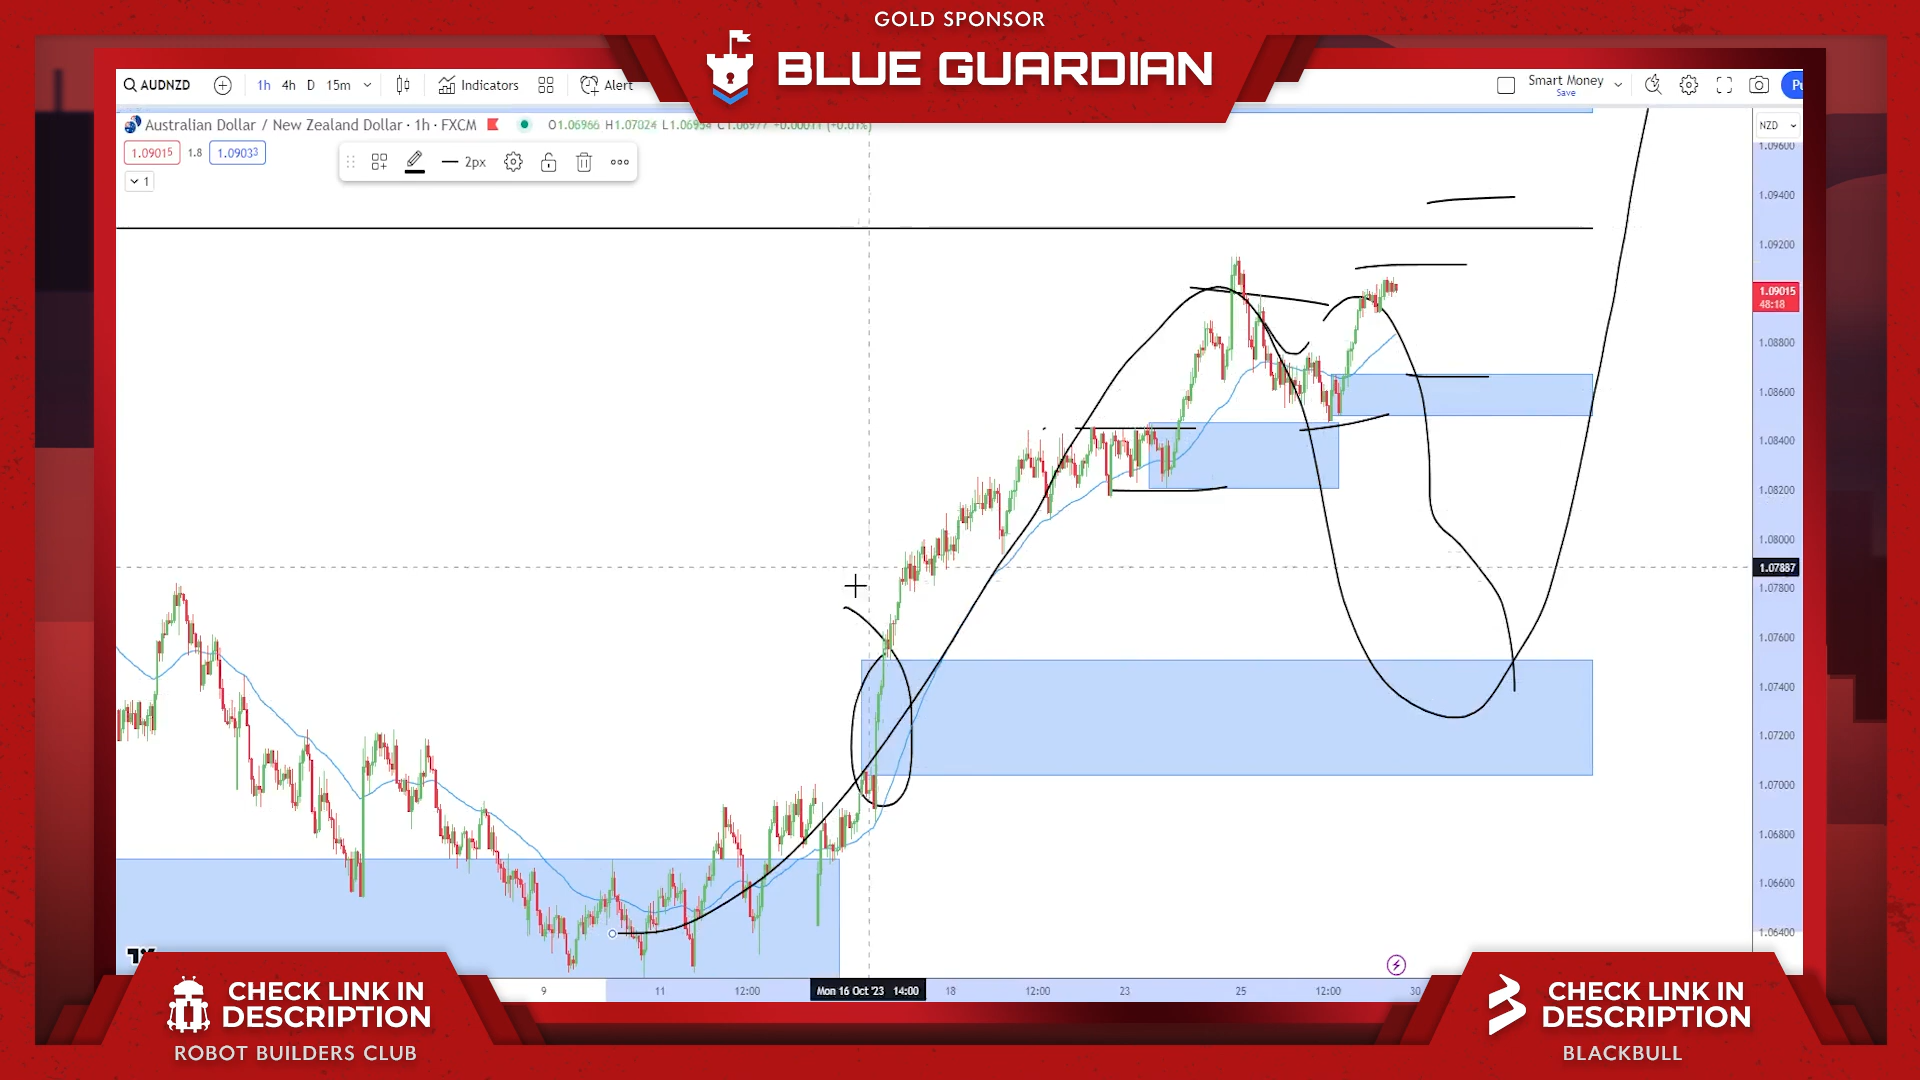 GOLD SPONSOR
BLUE GUARDIAN
AUDNZD
1h 4h D 15m
Indicators
Alert
Smart Money
Save
Australian Dollar / New Zealand Dollar · 1h · FXCM
O1.06966 H1.07024
+0.00011 (+0.01%)
NZD
1.09015 1.8 1.09033
2px
1
1.09600
1.09400
1.09200
1.09015
48:18
1.08800
1.08600
1.08400
1.08200
1.08000
1.07887
1.07800
1.07600
1.07400
1.07200
1.07000
1.06800
1.06600
1.06400
9 11 12:00 Mon 16 Oct '23 14:00 18 12:00 23 25 12:00 30
CHECK LINK IN
DESCRIPTION
ROBOT BUILDERS CLUB
CHECK LINK IN
DESCRIPTION
BLACKBULL